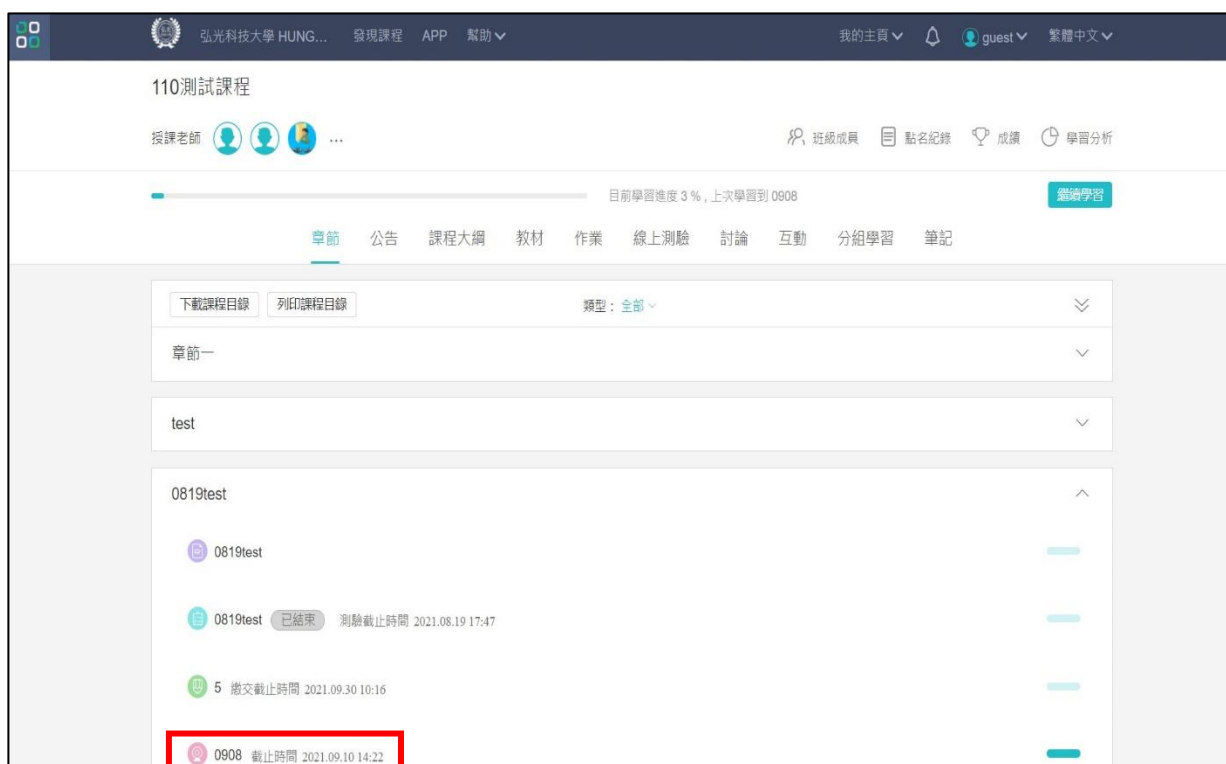 弘光科技大學 HUNG... 發現課程 APP 幫助 我的主頁 guest 繁體中文
110測試課程
授課老師 ... 班級成員 點名紀錄 成績 學習分析
目前學習進度 3 % , 上次學習到 0908 繼續學習
章節 公告 課程大綱 教材 作業 線上測驗 討論 互動 分組學習 筆記
下載課程目錄 列印課程目錄 類型： 全部
章節一
test
0819test
0819test
0819test 已結束 測驗截止時間 2021.08.19 17:47
5 繳交截止時間 2021.09.30 10:16
0908 截止時間 2021.09.10 14:22